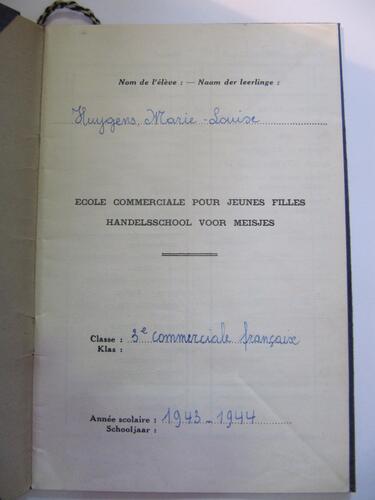 Nom de l'élève : — Naam der leerlinge :
Huygens, Marie-Louise
ECOLE COMMERCIALE POUR JEUNES FILLES
HANDELSSCHOOL VOOR MEISJES
Classe : 3e commerciale française
Klas :
Année scolaire : 1943-1944
Schooljaar :